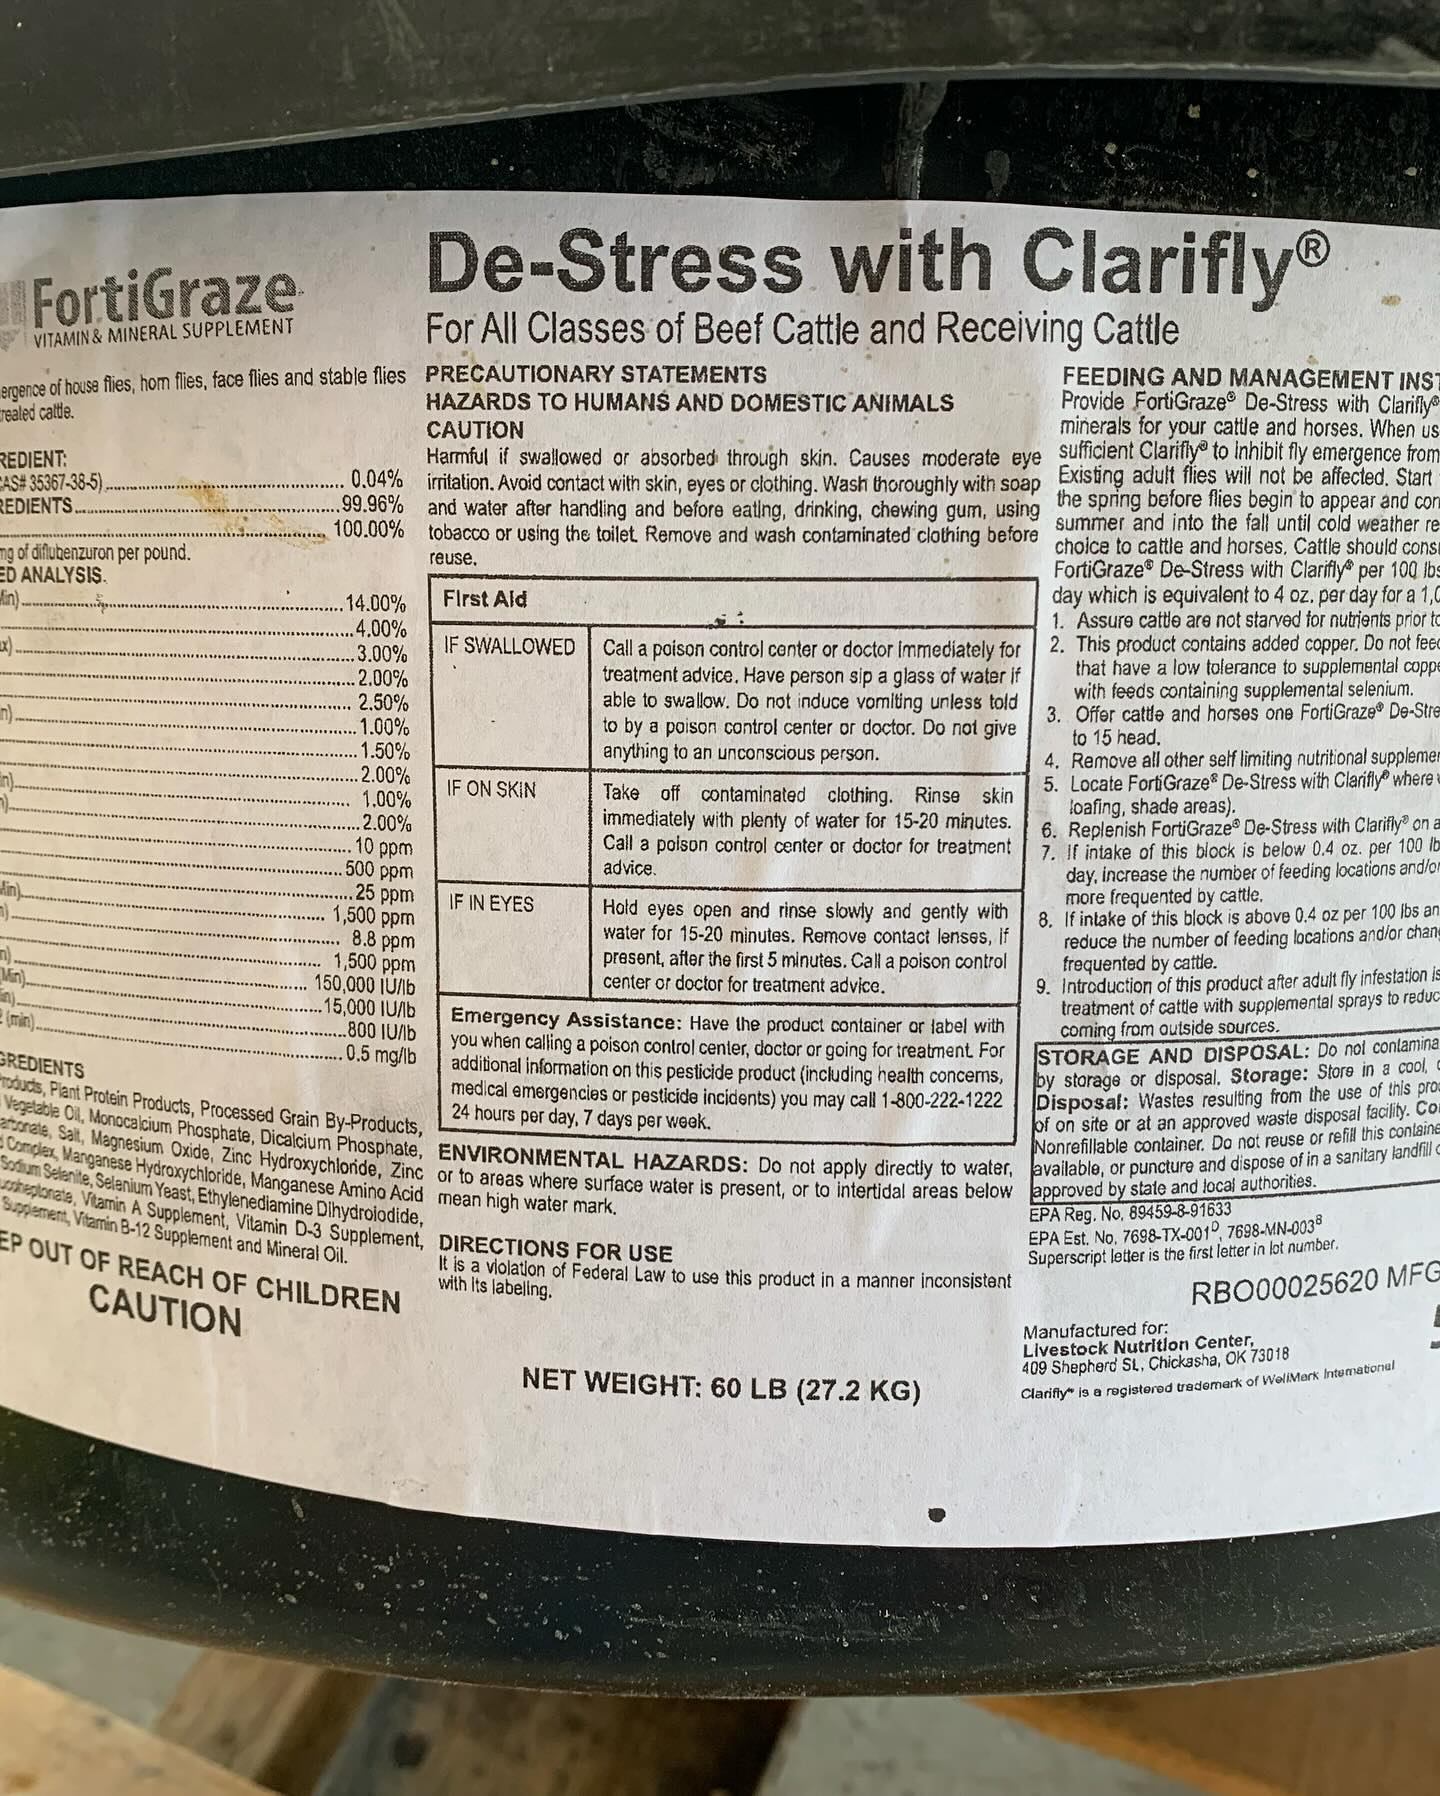 De-Stress with Clarifly®
For All Classes of Beef Cattle and Receiving Cattle
FortiGraze
VITAMIN & MINERAL SUPPLEMENT
of house flies, horn flies, face flies and stable flies
cattle.
CAS# 35367-38-5) 0.04%
99.96%
100.00%
of diflubenzuron per pound.
ANALYSIS.
14.00%
4.00%
3.00%
2.00%
2.50%
1.00%
1.50%
2.00%
1.00%
2.00%
10 ppm
500 ppm
25 ppm
1,500 ppm
8.8 ppm
1,500 ppm
150,000 IU/lb
15,000 IU/lb
800 IU/lb
(min) 0.5 mg/lb
Plant Protein Products, Processed Grain By-Products,
Vegetable Oil, Monocalcium Phosphate, Dicalcium Phosphate,
Salt, Magnesium Oxide, Zinc Hydroxychloride, Zinc
Complex, Manganese Hydroxychloride, Manganese Amino Acid
Sodium Selenite, Selenium Yeast, Ethylenediamine Dihydroiodide,
Vitamin A Supplement, Vitamin D-3 Supplement,
Supplement, Vitamin B-12 Supplement and Mineral Oil.
OUT OF REACH OF CHILDREN
CAUTION
PRECAUTIONARY STATEMENTS
HAZARDS TO HUMANS AND DOMESTIC ANIMALS
CAUTION
Harmful if swallowed or absorbed through skin. Causes moderate eye
irritation. Avoid contact with skin, eyes or clothing. Wash thoroughly with soap
and water after handling and before eating, drinking, chewing gum, using
tobacco or using the toilet. Remove and wash contaminated clothing before
reuse.
First Aid
IF SWALLOWED
Call a poison control center or doctor immediately for
treatment advice. Have person sip a glass of water if
able to swallow. Do not induce vomiting unless told
to by a poison control center or doctor. Do not give
anything to an unconscious person.
IF ON SKIN
Take off contaminated clothing. Rinse skin
immediately with plenty of water for 15-20 minutes.
Call a poison control center or doctor for treatment
advice.
IF IN EYES
Hold eyes open and rinse slowly and gently with
water for 15-20 minutes. Remove contact lenses, if
present, after the first 5 minutes. Call a poison control
center or doctor for treatment advice.
Emergency Assistance: Have the product container or label with
you when calling a poison control center, doctor or going for treatment. For
additional information on this pesticide product (including health concerns,
medical emergencies or pesticide incidents) you may call 1-800-222-1222
24 hours per day, 7 days per week.
ENVIRONMENTAL HAZARDS: Do not apply directly to water,
or to areas where surface water is present, or to intertidal areas below
mean high water mark.
DIRECTIONS FOR USE
It is a violation of Federal Law to use this product in a manner inconsistent
with its labeling.
NET WEIGHT: 60 LB (27.2 KG)
FEEDING AND MANAGEMENT
Provide FortiGraze® De-Stress with Clarifly®
minerals for your cattle and horses. When
sufficient Clarifly® to inhibit fly emergence from
Existing adult flies will not be affected. Start
the spring before flies begin to appear and
summer and into the fall until cold weather
choice to cattle and horses. Cattle should
FortiGraze® De-Stress with Clarifly® per 100 lbs
day which is equivalent to 4 oz. per day for a
1. Assure cattle are not starved for nutrients prior
2. This product contains added copper. Do not
that have a low tolerance to supplemental
with feeds containing supplemental selenium.
3. Offer cattle and horses one FortiGraze®
to 15 head.
4. Remove all other self limiting nutritional
5. Locate FortiGraze® De-Stress with Clarifly® where
loafing, shade areas).
6. Replenish FortiGraze® De-Stress with Clarifly® on
7. If intake of this block is below 0.4 oz. per 100
day, increase the number of feeding locations and/or
more frequented by cattle.
8. If intake of this block is above 0.4 oz per 100 lbs
reduce the number of feeding locations and/or
frequented by cattle.
9. Introduction of this product after adult fly infestation
treatment of cattle with supplemental sprays to
coming from outside sources.
STORAGE AND DISPOSAL: Do not
by storage or disposal. Storage: Store in a cool,
Disposal: Wastes resulting from the use of this
of on site or at an approved waste disposal facility.
Nonrefillable container. Do not reuse or refill this
available, or puncture and dispose of in a sanitary landfill
approved by state and local authorities.
EPA Reg. No. 89459-8-91633
EPA Est. No. 7698-TX-001ᴰ, 7698-MN-003ᴮ
Superscript letter is the first letter in lot number.
RBO00025620 MFG
Manufactured for:
Livestock Nutrition Center,
409 Shepherd St., Chickasha, OK 73018
Clarifly® is a registered trademark of WellMark International